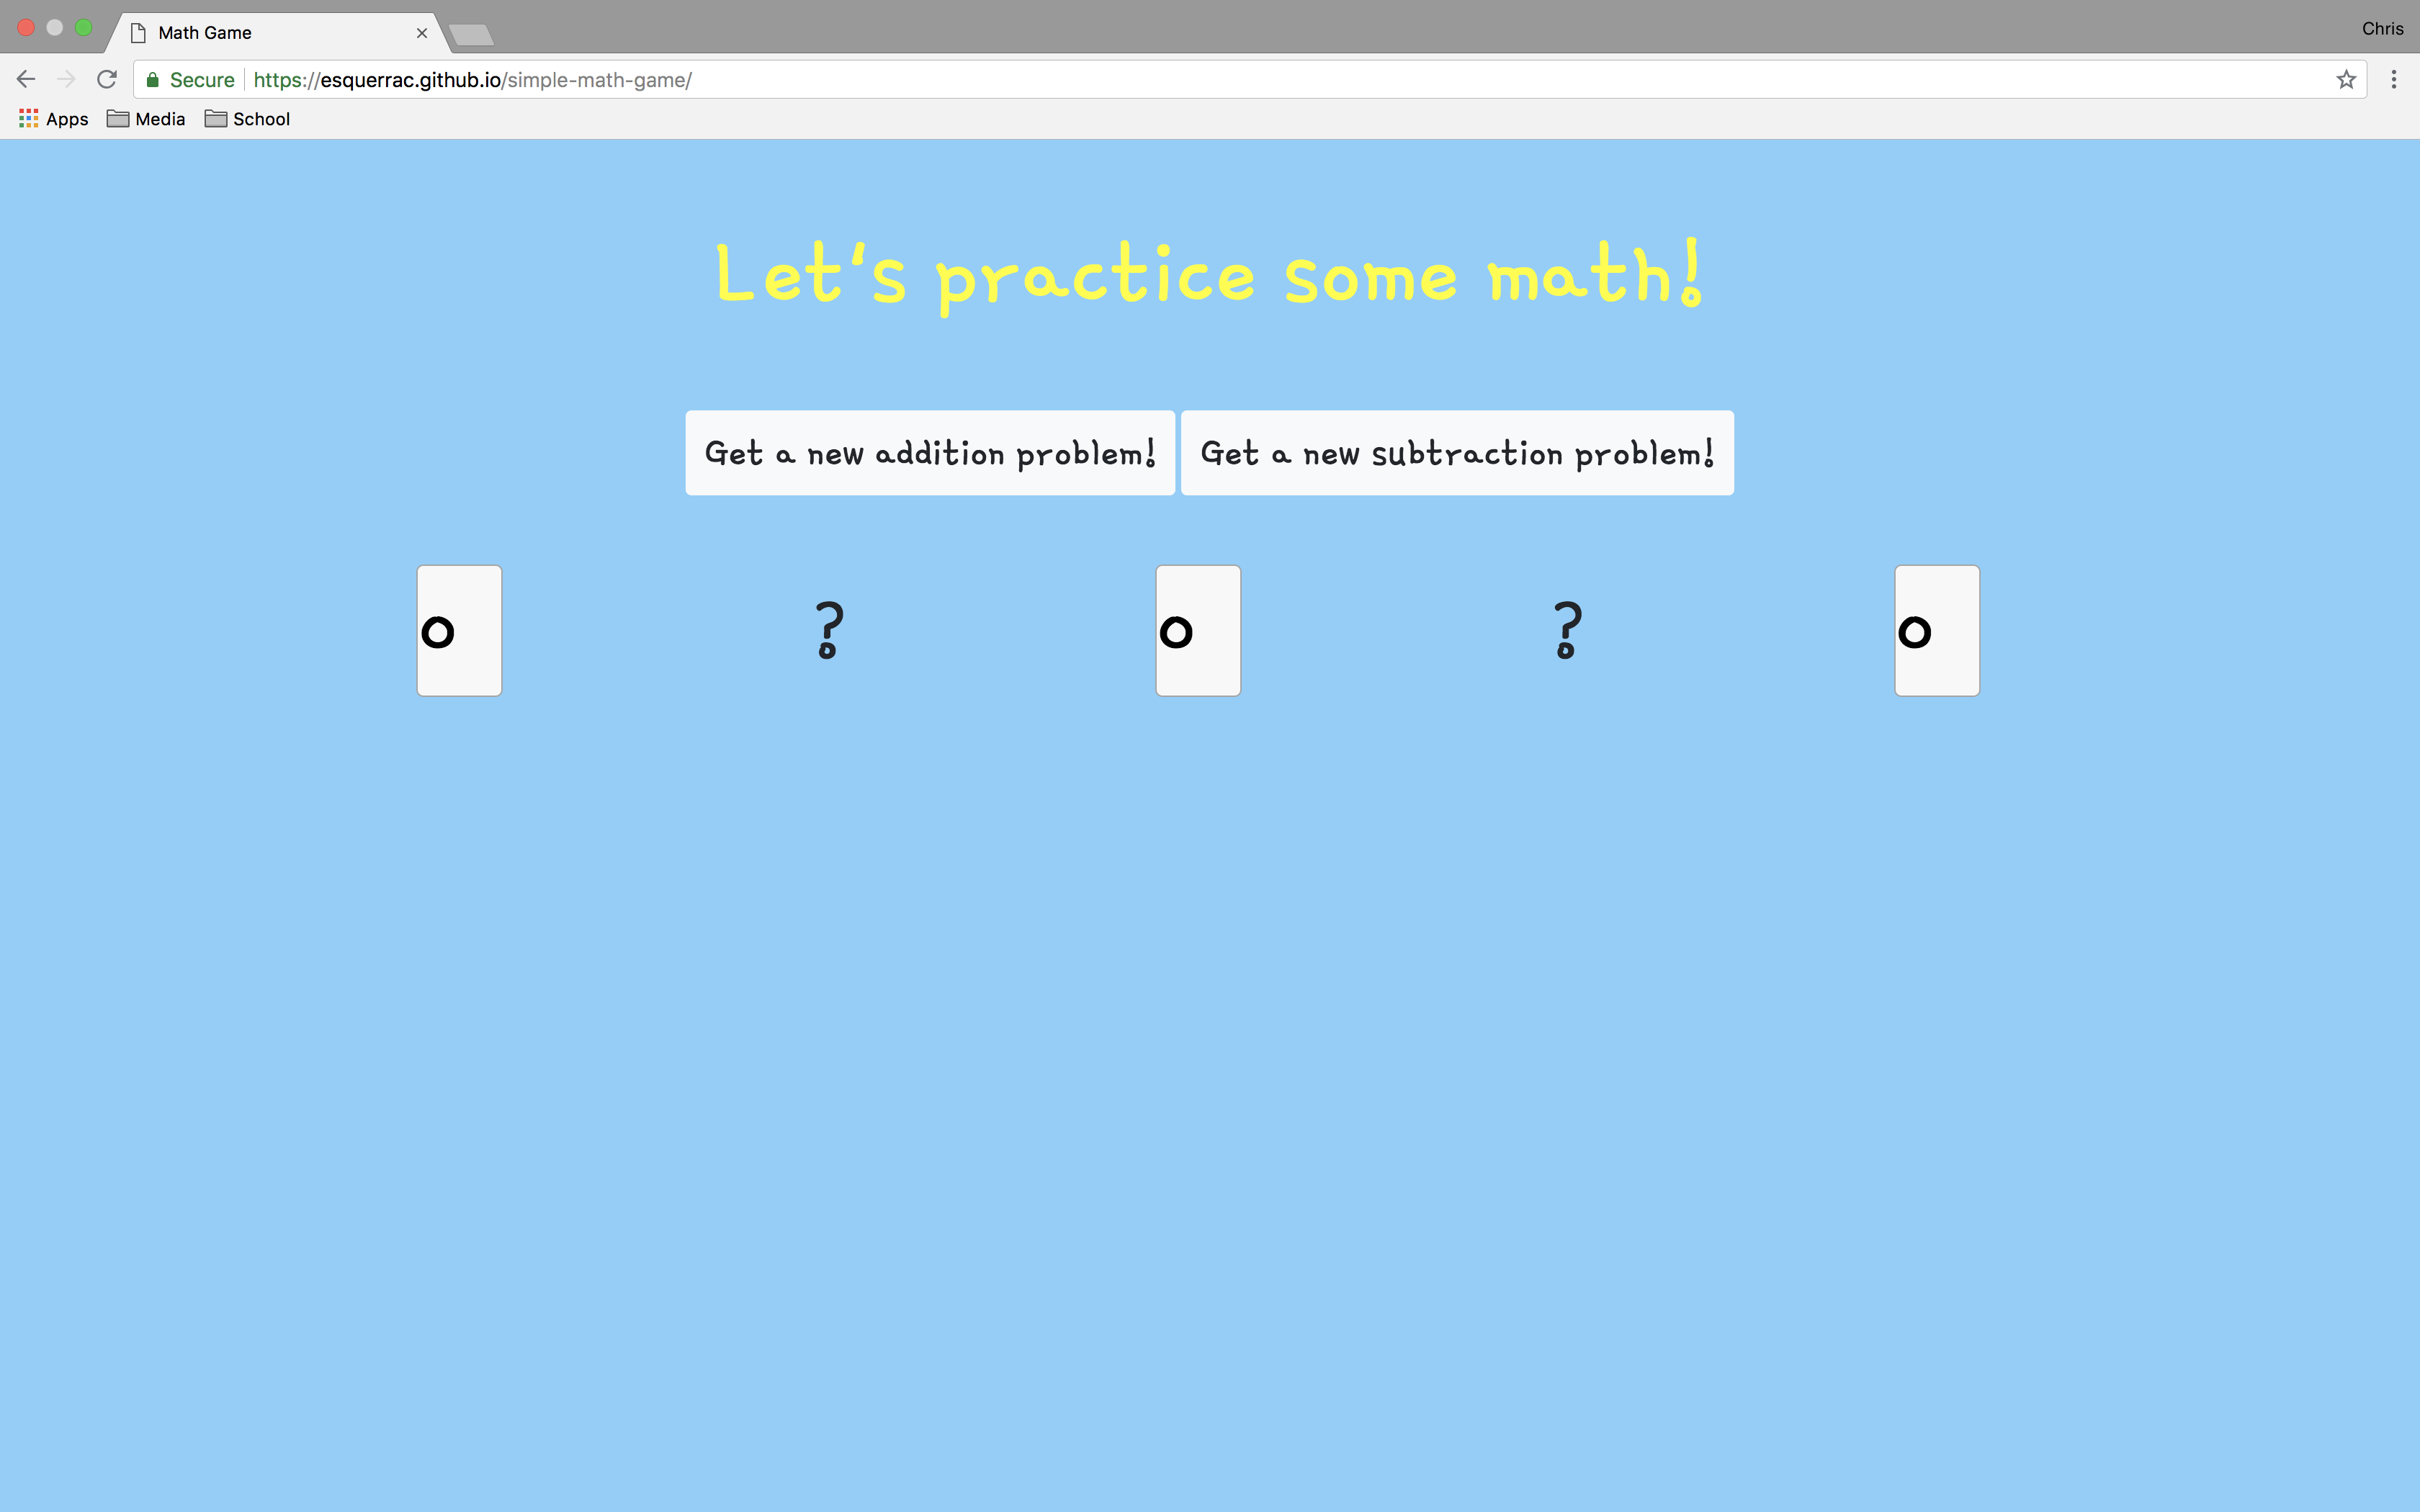 Math Game
Chris
Secure https://esquerrac.github.io/simple-math-game/
Apps Media School
Let's practice some math!
Get a new addition problem! Get a new subtraction problem!
0 ? 0 ? 0